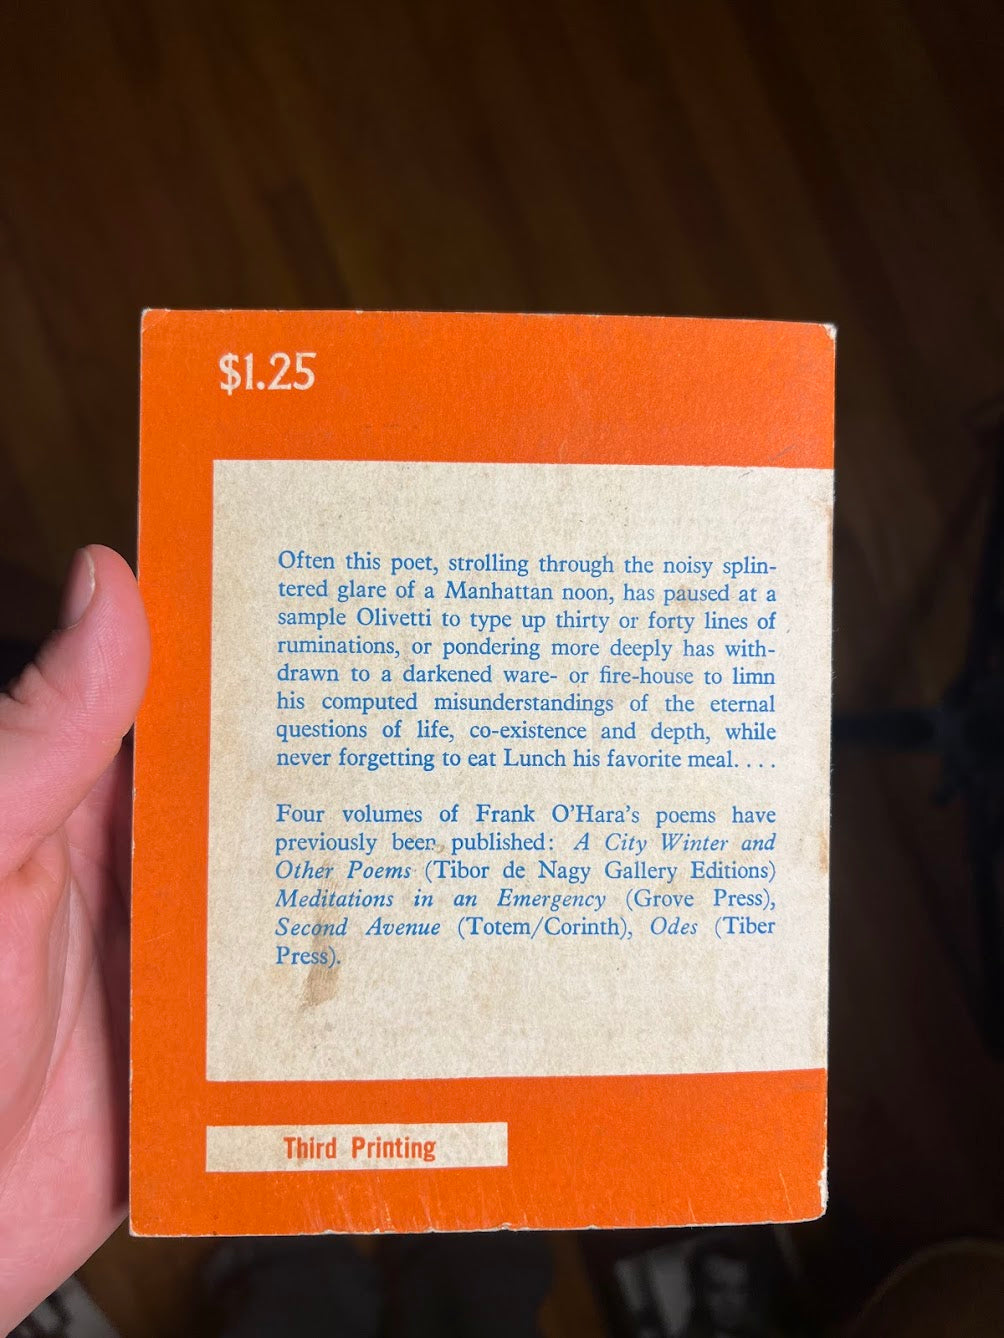 $1.25
Often this poet, strolling through the noisy splin-
tered glare of a Manhattan noon, has paused at a
sample Olivetti to type up thirty or forty lines of
ruminations, or pondering more deeply has with-
drawn to a darkened ware- or fire-house to limn
his computed misunderstandings of the eternal
questions of life, co-existence and depth, while
never forgetting to eat Lunch his favorite meal. . . .
Four volumes of Frank O'Hara's poems have
previously been published: A City Winter and
Other Poems (Tibor de Nagy Gallery Editions)
Meditations in an Emergency (Grove Press),
Second Avenue (Totem/Corinth), Odes (Tiber
Press).
Third Printing